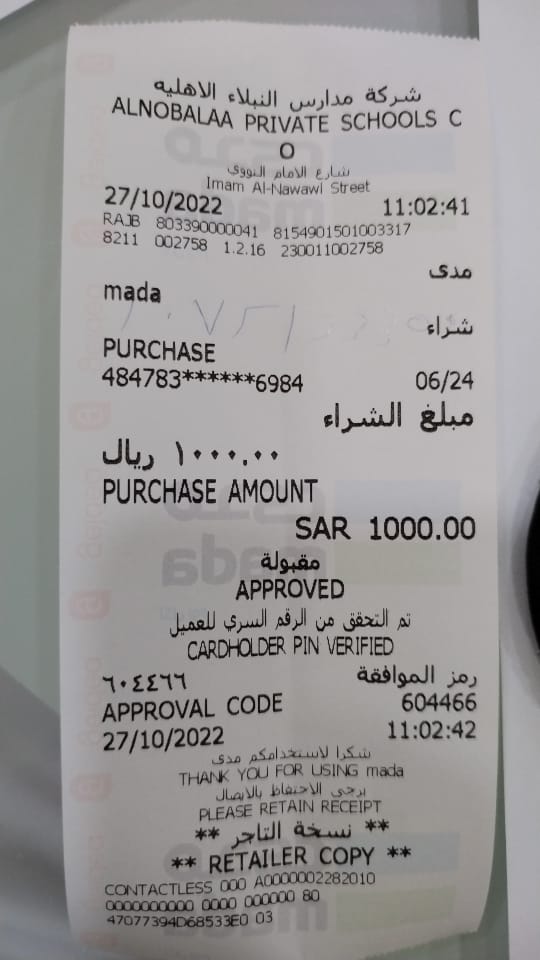 شركة مدارس النبلاء الاهليه
ALNOBALAA PRIVATE SCHOOLS C
O
شارع الامام النووي
Imam Al-Nawawi Street
27/10/2022 11:02:41
RAJB 803390000041 8154901501003317
8211 002758 1.2.16 230011002758
مدى
mada
شراء
PURCHASE
484783******6984 06/24
مبلغ الشراء
١٠٠٠.٠٠ ريال
PURCHASE AMOUNT
SAR 1000.00
مقبولة
APPROVED
تم التحقق من الرقم السري للعميل
CARDHOLDER PIN VERIFIED
رمز الموافقة ٦٠٤٤٦٦
APPROVAL CODE 604466
27/10/2022 11:02:42
شكرا لاستخدامكم مدى
THANK YOU FOR USING mada
يرجى الاحتفاظ بالايصال
PLEASE RETAIN RECEIPT
** نسخة التاجر **
** RETAILER COPY **
CONTACTLESS 000 A0000002282010
0000000000 0000 000000 80
47077394D68533E0 03